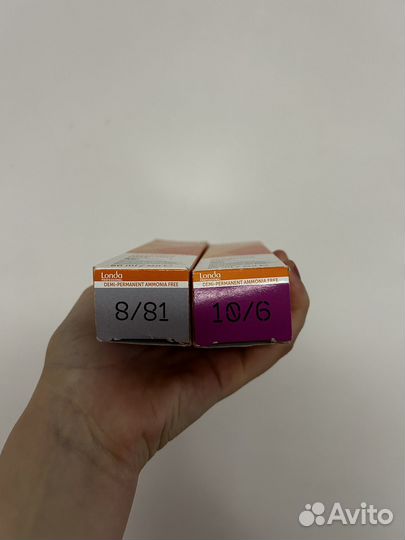 Londa
DEMI-PERMANENT AMMONIA FREE
8/81
Londa
DEMI-PERMANENT AMMONIA FREE
10/6
Avito